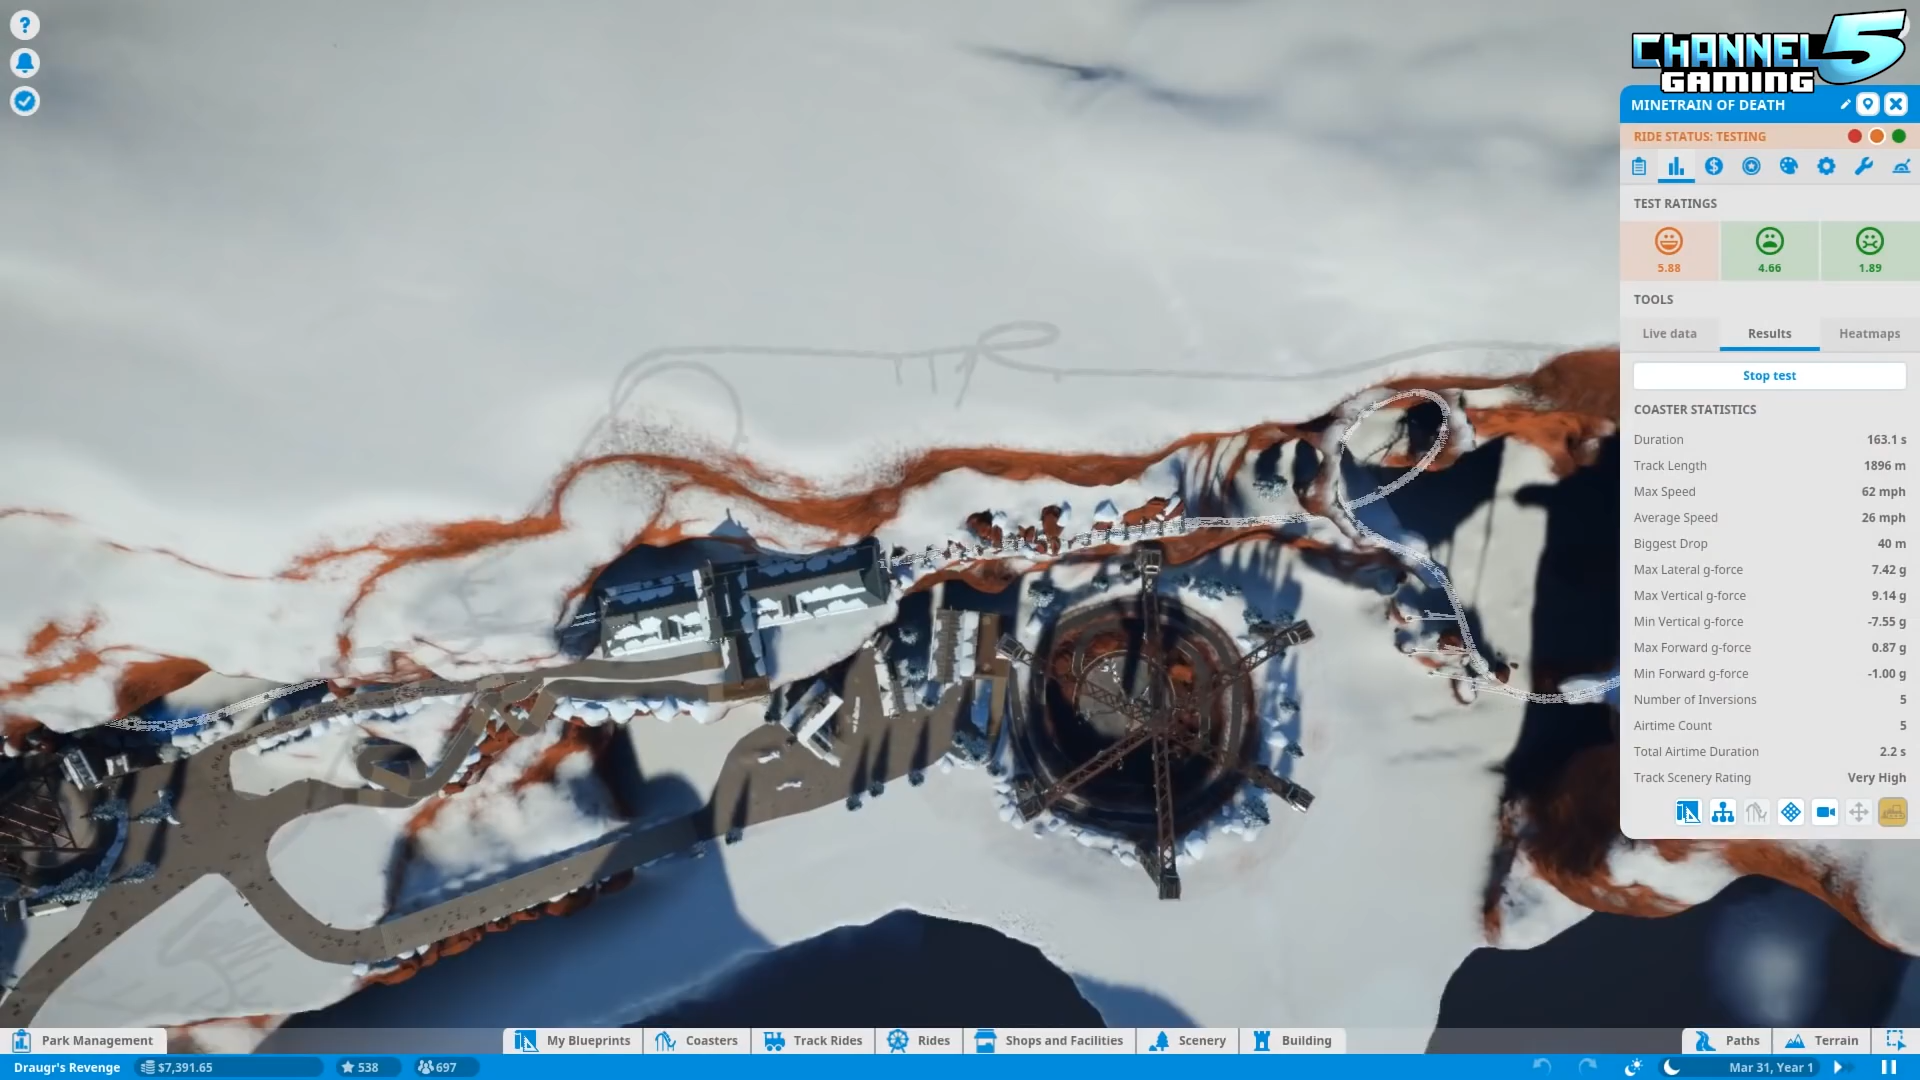 ?
CHANNEL 5
GAMING
MINETRAIN OF DEATH
RIDE STATUS: TESTING
TEST RATINGS
5.88 4.66 1.89
TOOLS
Live data Results Heatmaps
Stop test
COASTER STATISTICS
Duration 163.1 s
Track Length 1896 m
Max Speed 62 mph
Average Speed 26 mph
Biggest Drop 40 m
Max Lateral g-force 7.42 g
Max Vertical g-force 9.14 g
Min Vertical g-force -7.55 g
Max Forward g-force 0.87 g
Min Forward g-force -1.00 g
Number of Inversions 5
Airtime Count 5
Total Airtime Duration 2.2 s
Track Scenery Rating Very High
Park Management My Blueprints Coasters Track Rides Rides Shops and Facilities Scenery Building Paths Terrain
Draugr's Revenge $7,391.65 538 697 Mar 31, Year 1